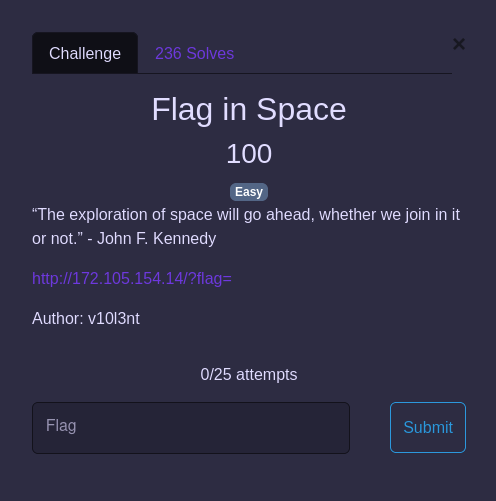 Challenge
236 Solves
×
Flag in Space
100
Easy
“The exploration of space will go ahead, whether we join in it
or not.” - John F. Kennedy
http://172.105.154.14/?flag=
Author: v10l3nt
0/25 attempts
Flag
Submit